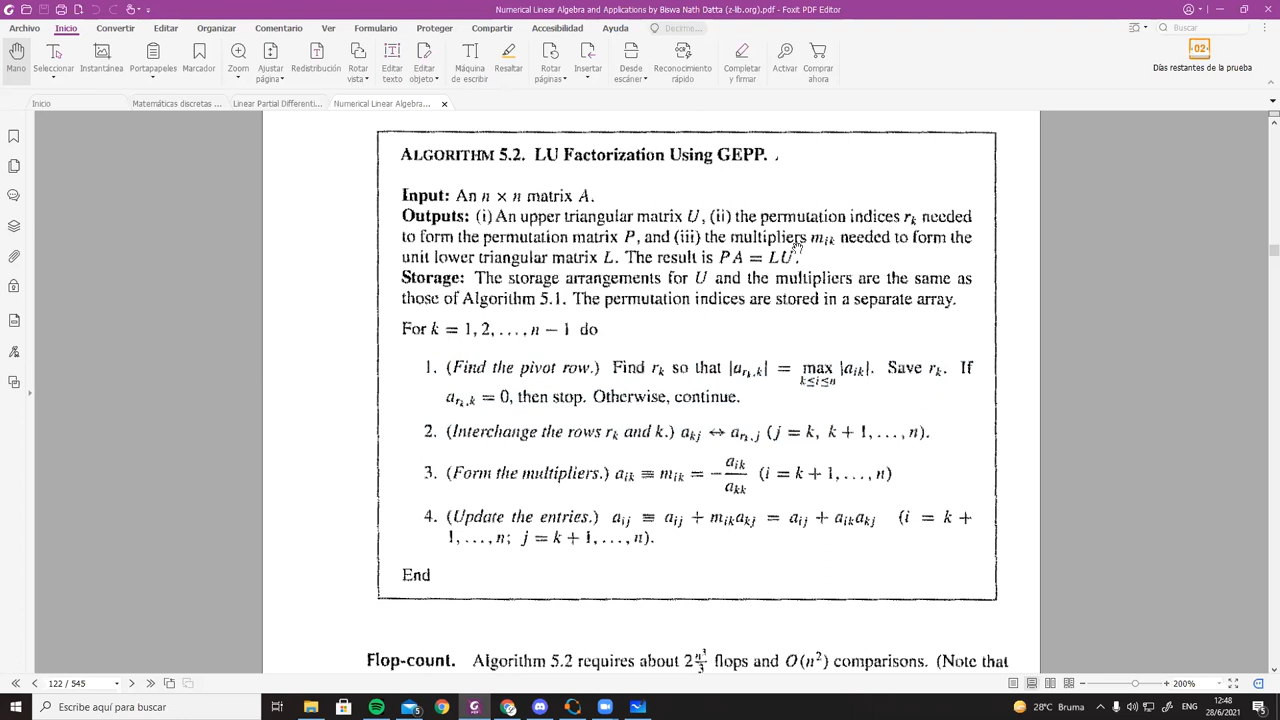 Numerical Linear Algebra and Applications by Biswa Nath Datta (z-lib.org).pdf - Foxit PDF Editor
Archivo Inicio Convertir Editar Organizar Comentario Ver Formulario Proteger Compartir Accesibilidad Ayuda Decirme... Buscar
Mano Seleccionar Instantánea Portapapeles Marcador Zoom Ajustar página Redistribución Rotar vista Editar texto Editar objeto Máquina de escribir Resaltar Rotar páginas Insertar Desde escáner Reconocimiento rápido Completar y firmar Activar Comprar ahora
-02-
Días restantes de la prueba
Inicio Matemáticas discretas ... Linear Partial Differenti... Numerical Linear Algebra...
ALGORITHM 5.2. LU Factorization Using GEPP.
Input: An n × n matrix A.
Outputs: (i) An upper triangular matrix U, (ii) the permutation indices r_k needed
to form the permutation matrix P, and (iii) the multipliers m_ik needed to form the
unit lower triangular matrix L. The result is PA = LU.
Storage: The storage arrangements for U and the multipliers are the same as
those of Algorithm 5.1. The permutation indices are stored in a separate array.
For k = 1, 2, . . . , n − 1 do
1. (Find the pivot row.) Find r_k so that |a_{r_k,k}| = max_{k≤i≤n} |a_ik|. Save r_k. If
a_{r_k,k} = 0, then stop. Otherwise, continue.
2. (Interchange the rows r_k and k.) a_kj ↔ a_{r_k,j} (j = k, k + 1, . . . , n).
3. (Form the multipliers.) a_ik ≡ m_ik = − a_ik / a_kk (i = k + 1, . . . , n)
4. (Update the entries.) a_ij ≡ a_ij + m_ik a_kj = a_ij + a_ik a_kj (i = k +
1, . . . , n; j = k + 1, . . . , n).
End
Flop-count. Algorithm 5.2 requires about 2 n³/3 flops and O(n²) comparisons. (Note that
122 / 545
200%
Escribe aquí para buscar
28°C Bruma
ENG
12:48
28/6/2021